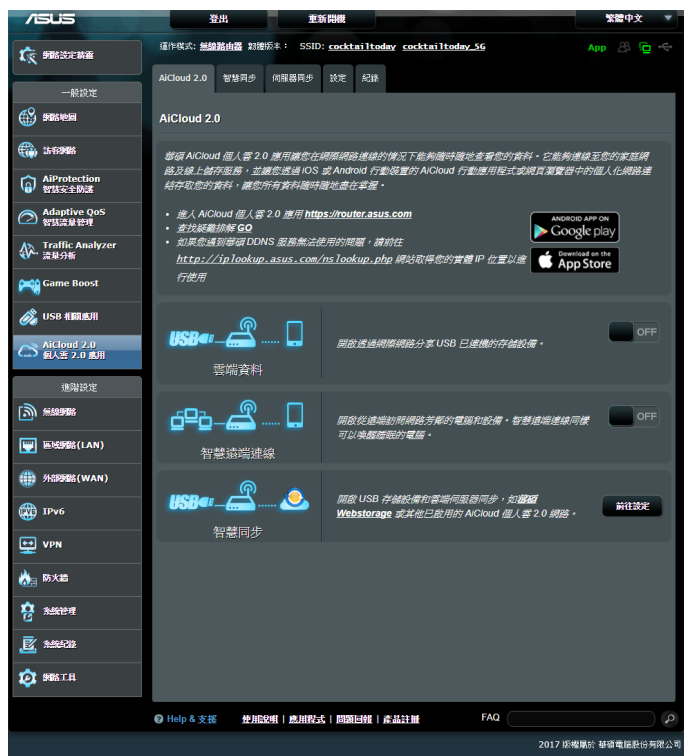 ASUS
登出
重新開機
繁體中文
運作模式: 無線路由器 韌體版本： SSID: cocktailtoday cocktailtoday_5G
App
網路設定精靈
一般設定
網路地圖
訪客網路
AiProtection
智慧安全防護
Adaptive QoS
智慧流量管理
Traffic Analyzer
流量分析
Game Boost
USB 相關應用
AiCloud 2.0
個人雲 2.0 應用
進階設定
無線網路
區域網路(LAN)
外部網路(WAN)
IPv6
VPN
防火牆
系統管理
系統紀錄
網路工具
AiCloud 2.0
智慧同步
伺服器同步
設定
紀錄
AiCloud 2.0
華碩 AiCloud 個人雲 2.0 應用讓您在網際網路連線的情況下能夠隨時隨地查看您的資料。它能夠連線至您的家庭網
路及線上儲存服務，並讓您透過 iOS 或 Android 行動裝置的 AiCloud 行動應用程式或網頁瀏覽器中的個人化網路連
結存取您的資料，讓您所有資料隨時隨地盡在掌握。
• 進入 AiCloud 個人雲 2.0 應用 https://router.asus.com
• 查找疑難排解 GO
• 如果您遇到華碩 DDNS 服務無法使用的問題，請前往
http://iplookup.asus.com/nslookup.php 網站取得您的實體 IP 位置以進
行使用
ANDROID APP ON
Google play
Download on the
App Store
USB
雲端資料
開啟透過網際網路分享 USB 已連機的存儲設備。
OFF
智慧遠端連線
開啟從遠端訪問網路芳鄰的電腦和設備。智慧遠端連線同樣
可以喚醒睡眠的電腦。
OFF
USB
智慧同步
開啟 USB 存儲設備和雲端伺服器同步，如華碩
Webstorage 或其他已啟用的 AiCloud 個人雲 2.0 網路。
前往設定
Help & 支援
使用說明 | 應用程式 | 問題回報 | 產品註冊
FAQ
2017 版權屬於 華碩電腦股份有限公司